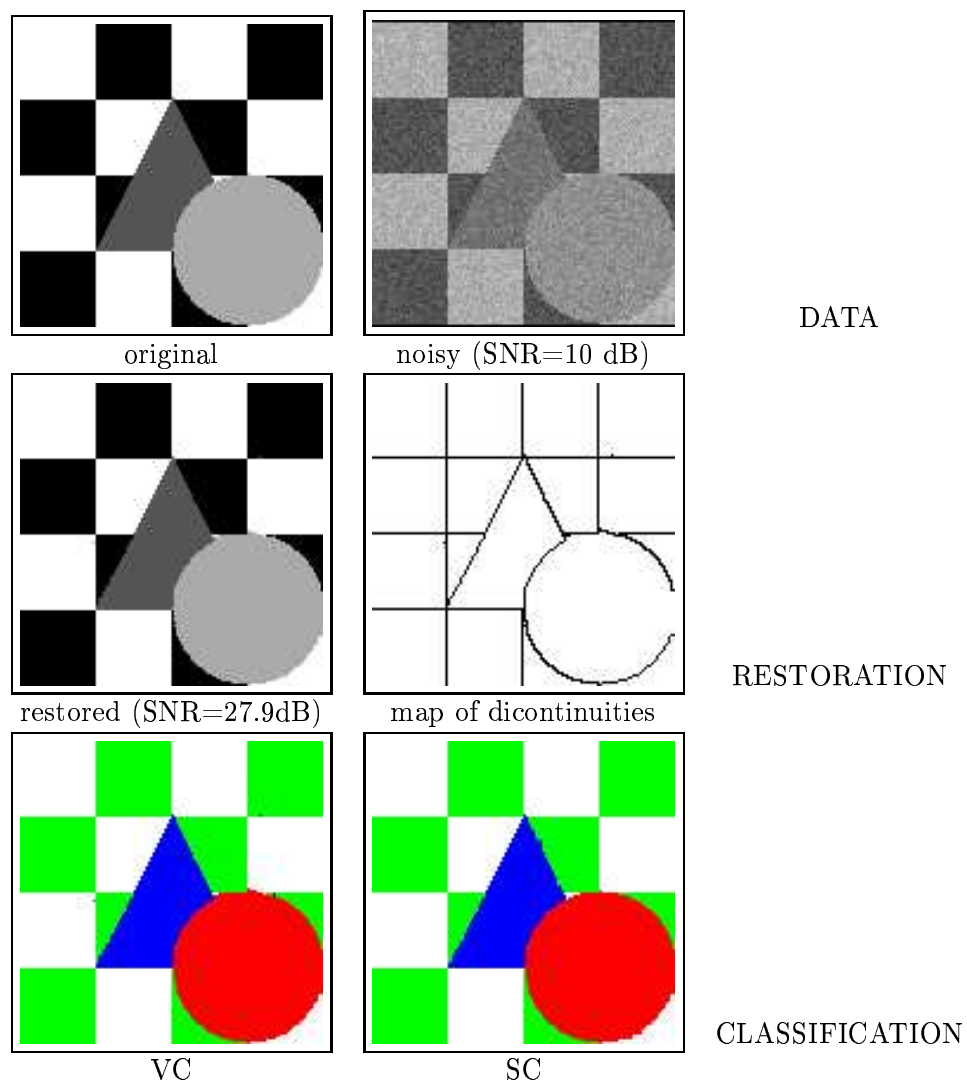 DATA
original
noisy (SNR=10 dB)
RESTORATION
restored (SNR=27.9dB)
map of dicontinuities
CLASSIFICATION
VC
SC